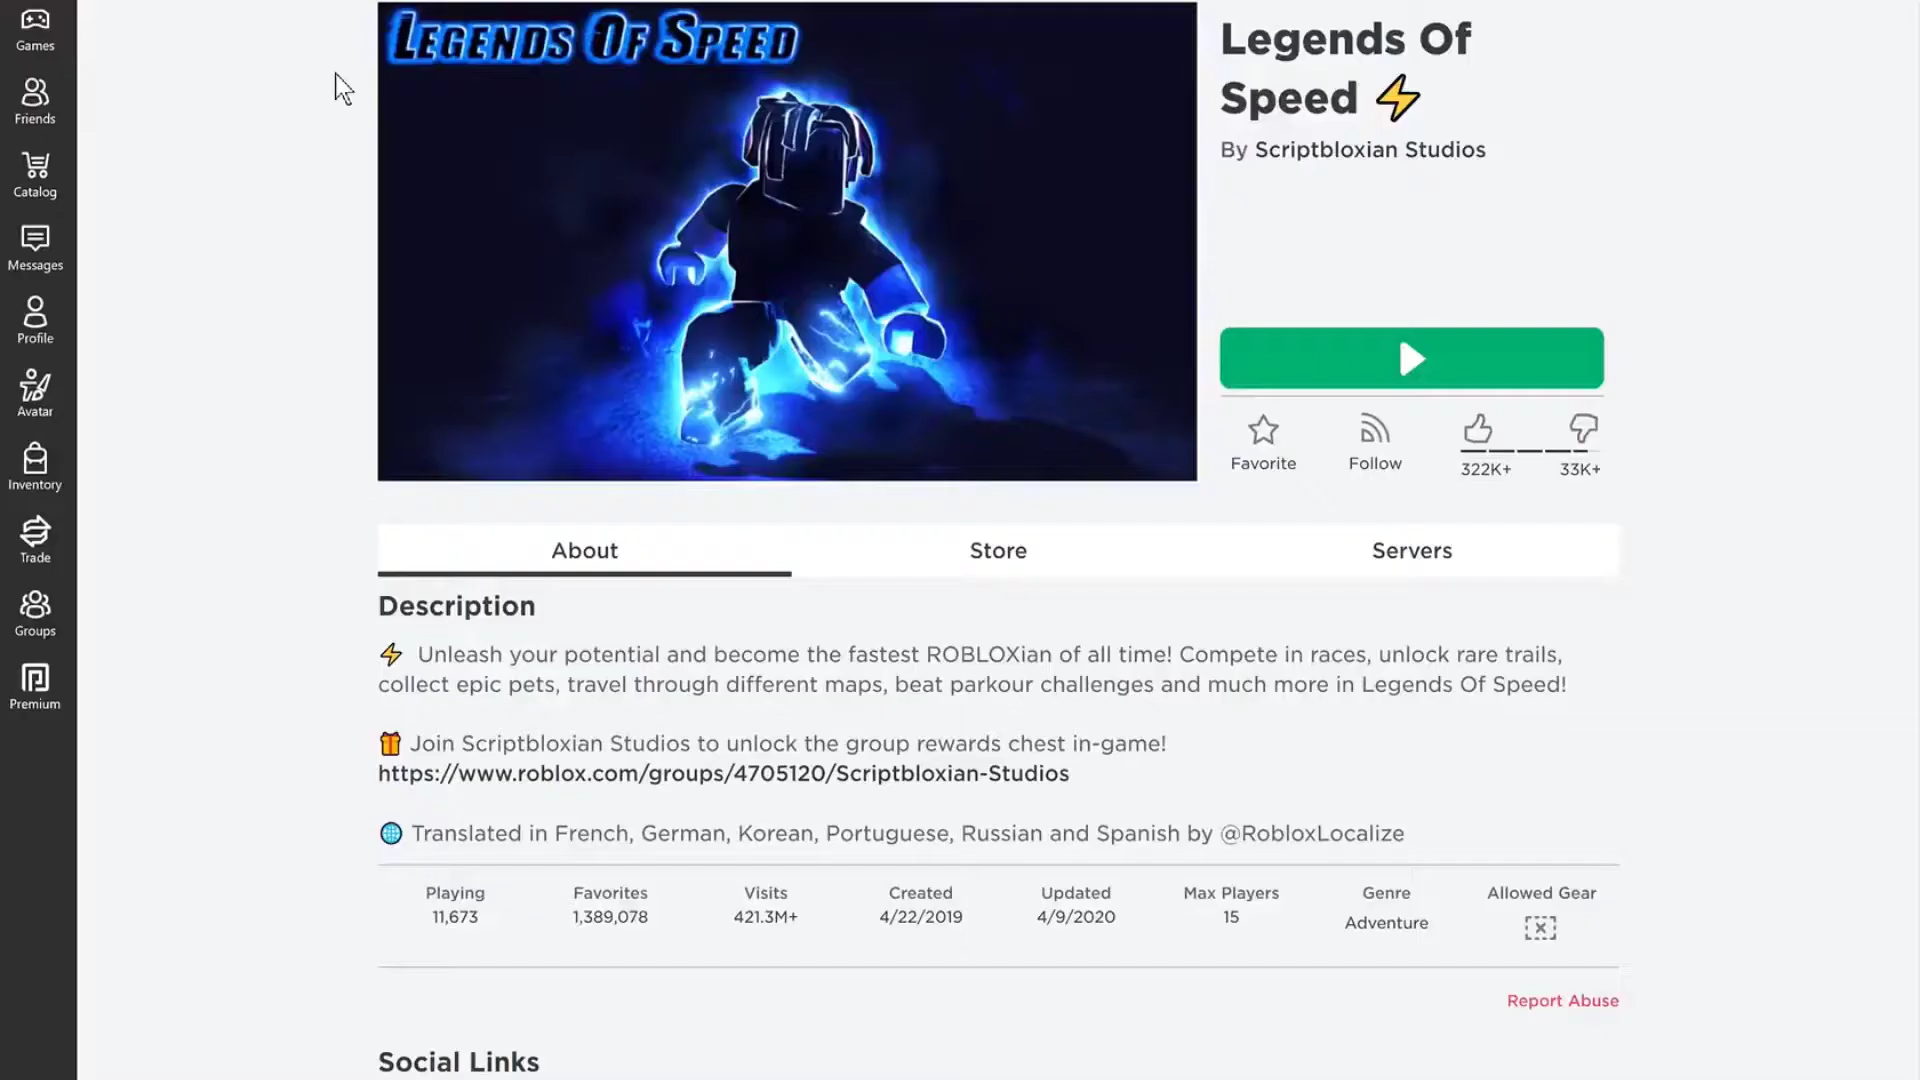 Games
Friends
Catalog
Messages
Profile
Avatar
Inventory
Trade
Groups
Premium
LEGENDS OF SPEED
Legends Of
Speed ⚡
By Scriptbloxian Studios
Favorite
Follow
322K+
33K+
About
Store
Servers
Description
⚡ Unleash your potential and become the fastest ROBLOXian of all time! Compete in races, unlock rare trails,
collect epic pets, travel through different maps, beat parkour challenges and much more in Legends Of Speed!
🎁 Join Scriptbloxian Studios to unlock the group rewards chest in-game!
https://www.roblox.com/groups/4705120/Scriptbloxian-Studios
🌐 Translated in French, German, Korean, Portuguese, Russian and Spanish by @RobloxLocalize
Playing Favorites Visits Created Updated Max Players Genre Allowed Gear
11,673 1,389,078 421.3M+ 4/22/2019 4/9/2020 15 Adventure
Report Abuse
Social Links